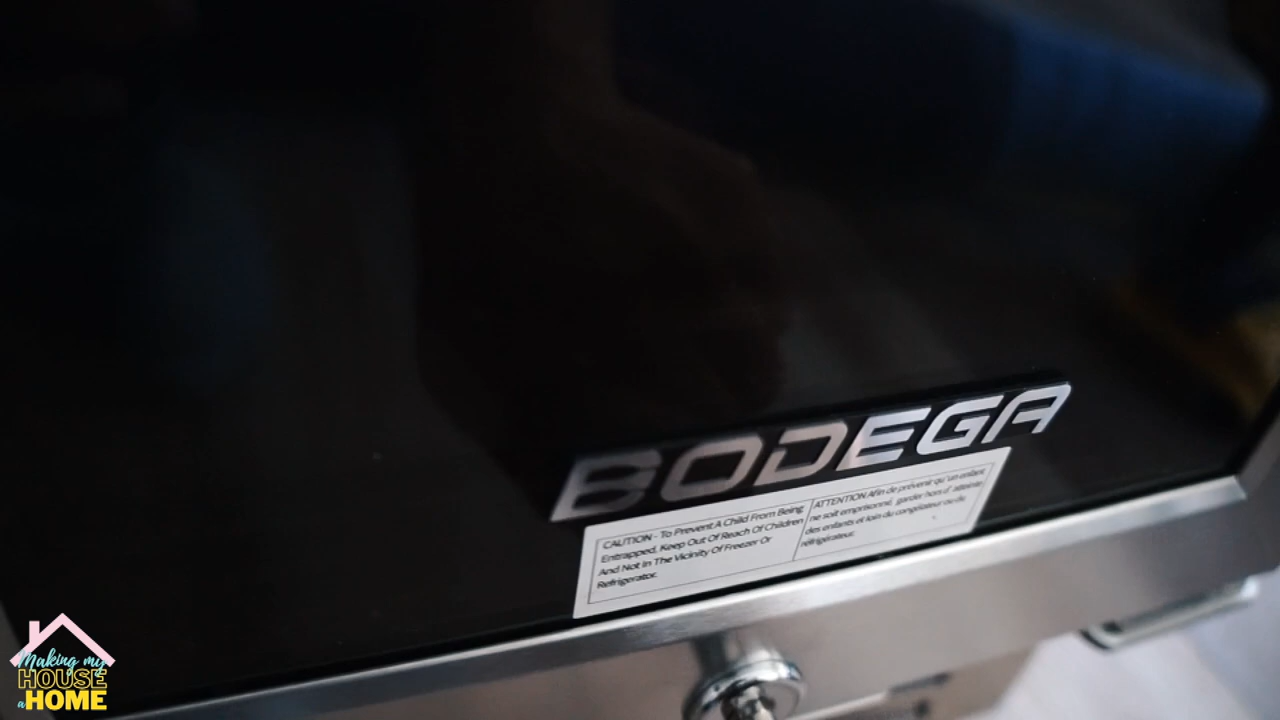 BODEGA
CAUTION - To Prevent A Child From Being
Entrapped, Keep Out Of Reach Of Children
And Not In The Vicinity Of Freezer Or
Refrigerator.
ATTENTION Afin de prévenir qu'un enfant
ne soit emprisonné, garder hors d'atteinte
des enfants et loin du congélateur ou du
réfrigérateur.
Making my
HOUSE
a HOME